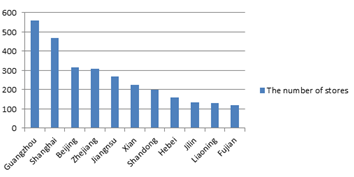 600
500
400
300
200
100
0
Guangzhou
Shanghai
Beijing
Zhejiang
Jiangnsu
Xian
Shandong
Hebei
Jilin
Liaoning
Fujian
The number of stores